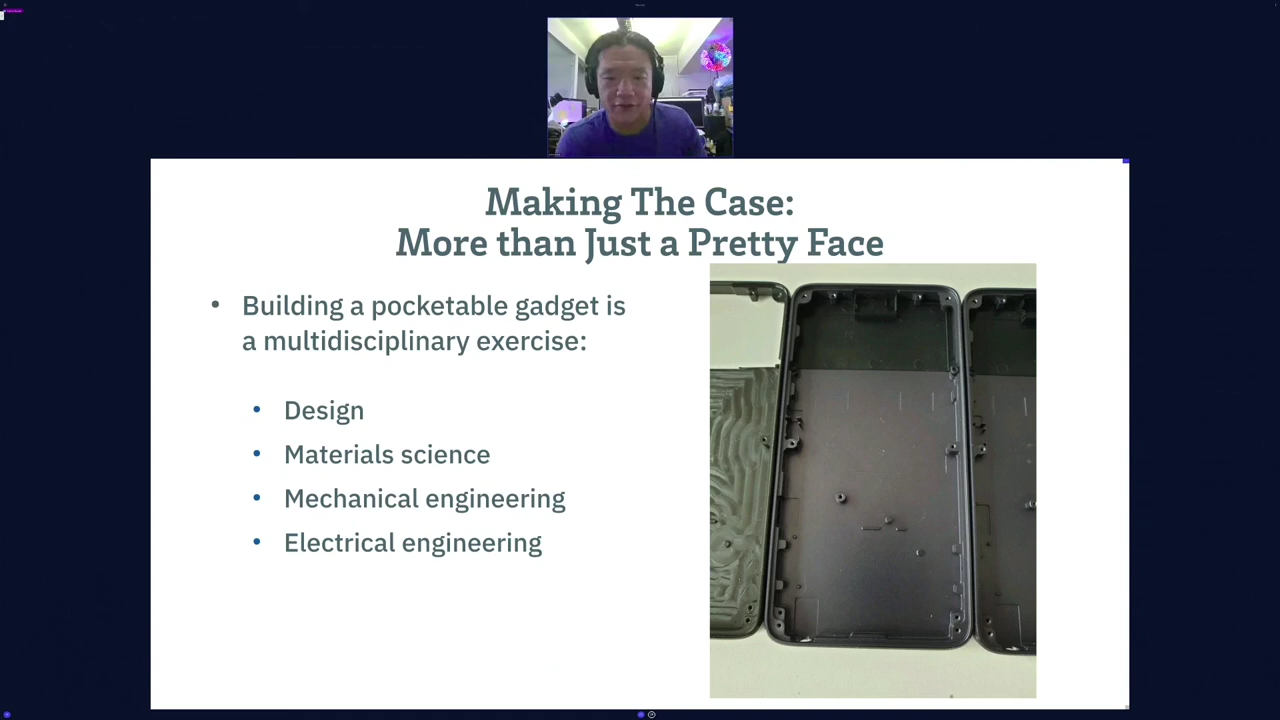 Making The Case:
More than Just a Pretty Face
• Building a pocketable gadget is
a multidisciplinary exercise:
• Design
• Materials science
• Mechanical engineering
• Electrical engineering